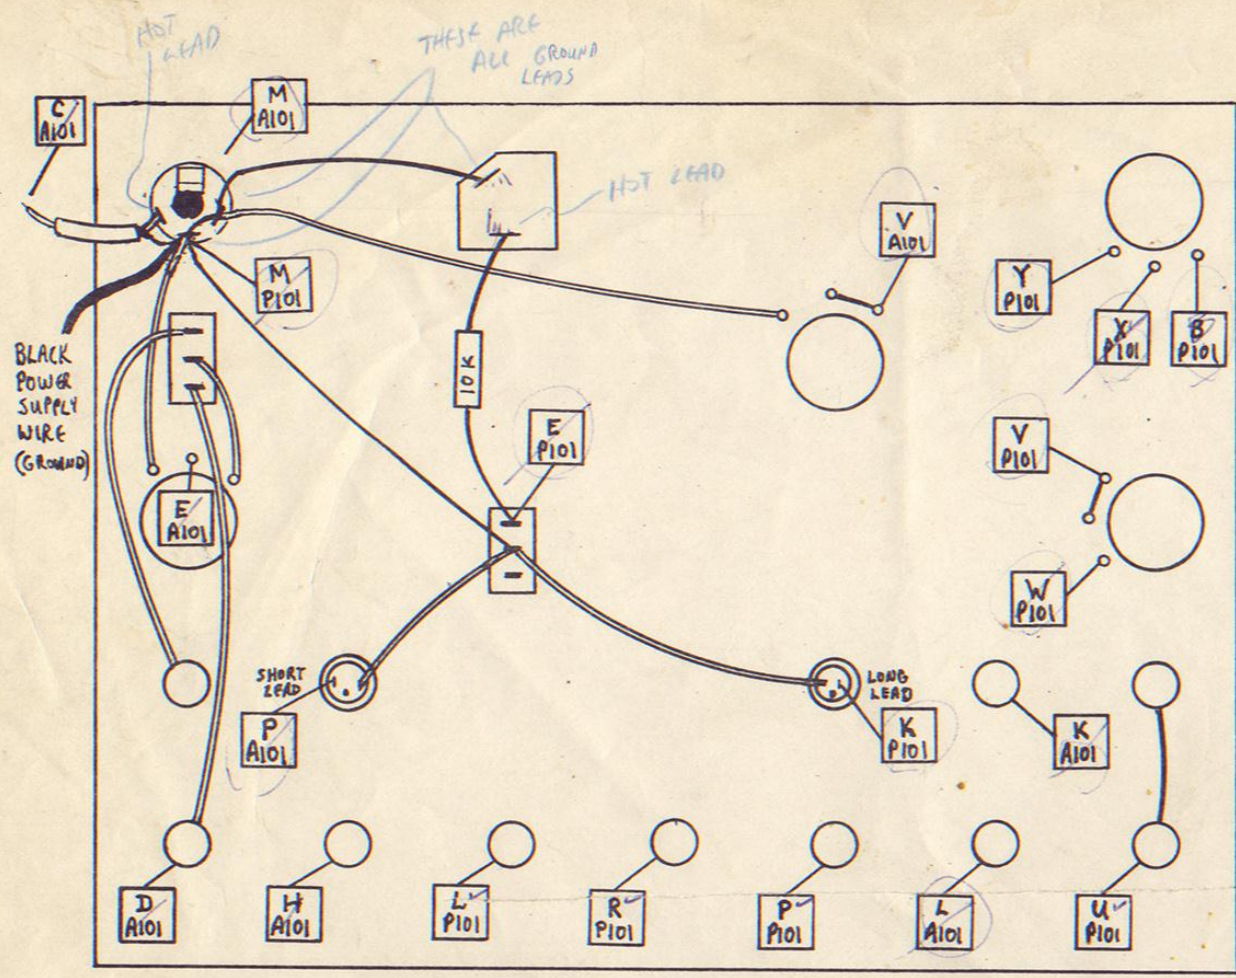 HOT
LEAD
THESE ARE
ALL GROUND
LEADS
C
A101
M
A101
HOT LEAD
V
A101
M
P101
Y
P101
X
P101
B
P101
BLACK
POWER
SUPPLY
WIRE
(GROUND)
10K
E
P101
V
P101
E
A101
W
P101
SHORT
LEAD
P
A101
LONG
LEAD
K
P101
K
A101
D
A101
H
A101
L
P101
R
P101
P
P101
L
A101
U
P101